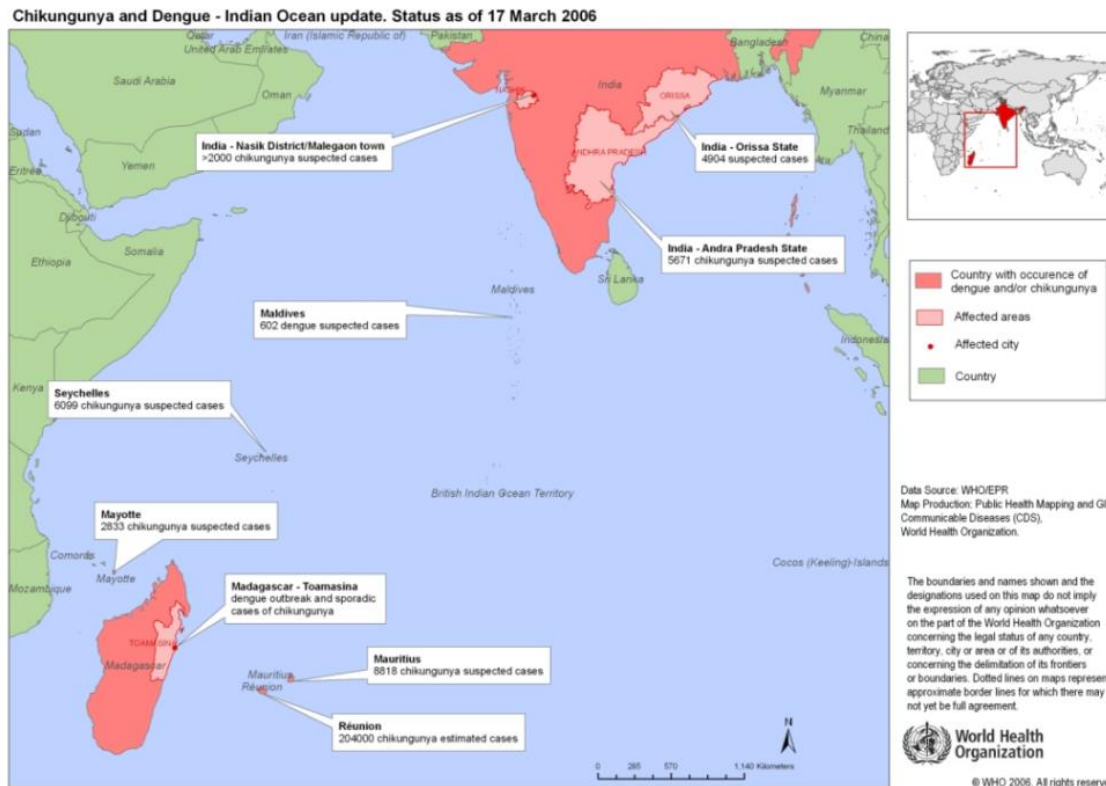 Chikungunya and Dengue - Indian Ocean update. Status as of 17 March 2006
Qatar
United Arab Emirates
Iran (Islamic Republic of)
Pakistan
Bangladesh
China
Saudi Arabia
Oman
India
ORISSA
Myanmar
Sudan
Eritrea
Yemen
Thailand
India - Nasik District/Malegaon town
>2000 chikungunya suspected cases
ANDHRA PRADESH
India - Orissa State
4904 suspected cases
Djibouti
Somalia
Ethiopia
India - Andra Pradesh State
5671 chikungunya suspected cases
Sri Lanka
Maldives
Maldives
602 dengue suspected cases
Indonesia
Kenya
Seychelles
6099 chikungunya suspected cases
Seychelles
British Indian Ocean Territory
Mayotte
2833 chikungunya suspected cases
Comoros
Mayotte
Cocos (Keeling)-Islands
Mozambique
Madagascar - Toamasina
dengue outbreak and sporadic
cases of chikungunya
TOAMASINA
Madagascar
Mauritius
8818 chikungunya suspected cases
Mauritius
Réunion
Réunion
204000 chikungunya estimated cases
N
0 285 570 1,140 Kilometers
Country with occurence of
dengue and/or chikungunya
Affected areas
Affected city
Country
Data Source: WHO/EPR
Map Production: Public Health Mapping and
Communicable Diseases (CDS),
World Health Organization.
The boundaries and names shown and the
designations used on this map do not imply
the expression of any opinion whatsoever
on the part of the World Health Organization
concerning the legal status of any country,
territory, city or area or of its authorities, or
concerning the delimitation of its frontiers
or boundaries. Dotted lines on maps represen
approximate border lines for which there may
not yet be full agreement.
World Health
Organization
© WHO 2006. All rights reserve